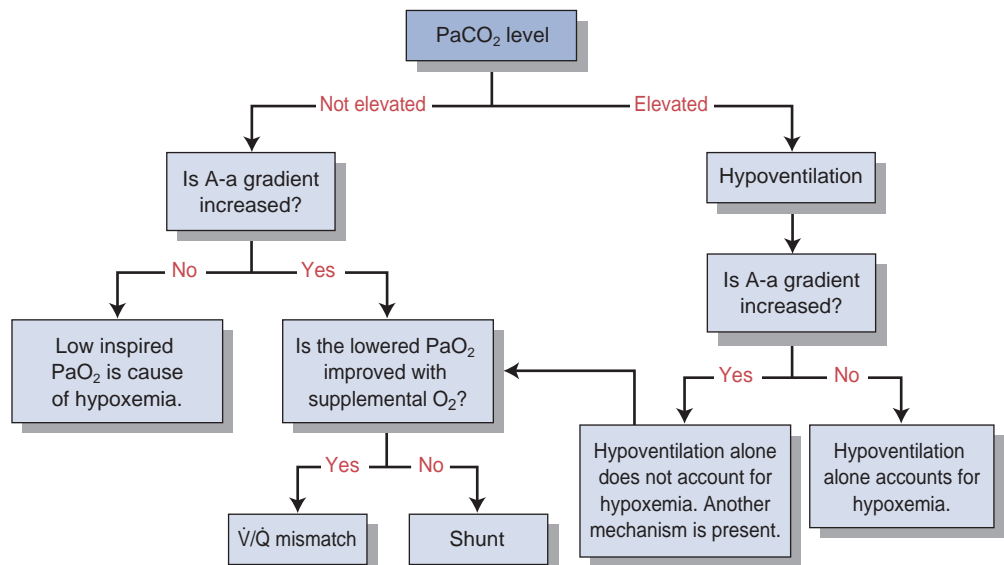 PaCO₂ level
Not elevated
Elevated
Is A-a gradient
increased?
Hypoventilation
No
Yes
Is A-a gradient
increased?
Low inspired
PaO₂ is cause
of hypoxemia.
Is the lowered PaO₂
improved with
supplemental O₂?
Yes
No
Hypoventilation alone
does not account for
hypoxemia. Another
mechanism is present.
Hypoventilation
alone accounts for
hypoxemia.
Yes
No
V̇/Q̇ mismatch
Shunt